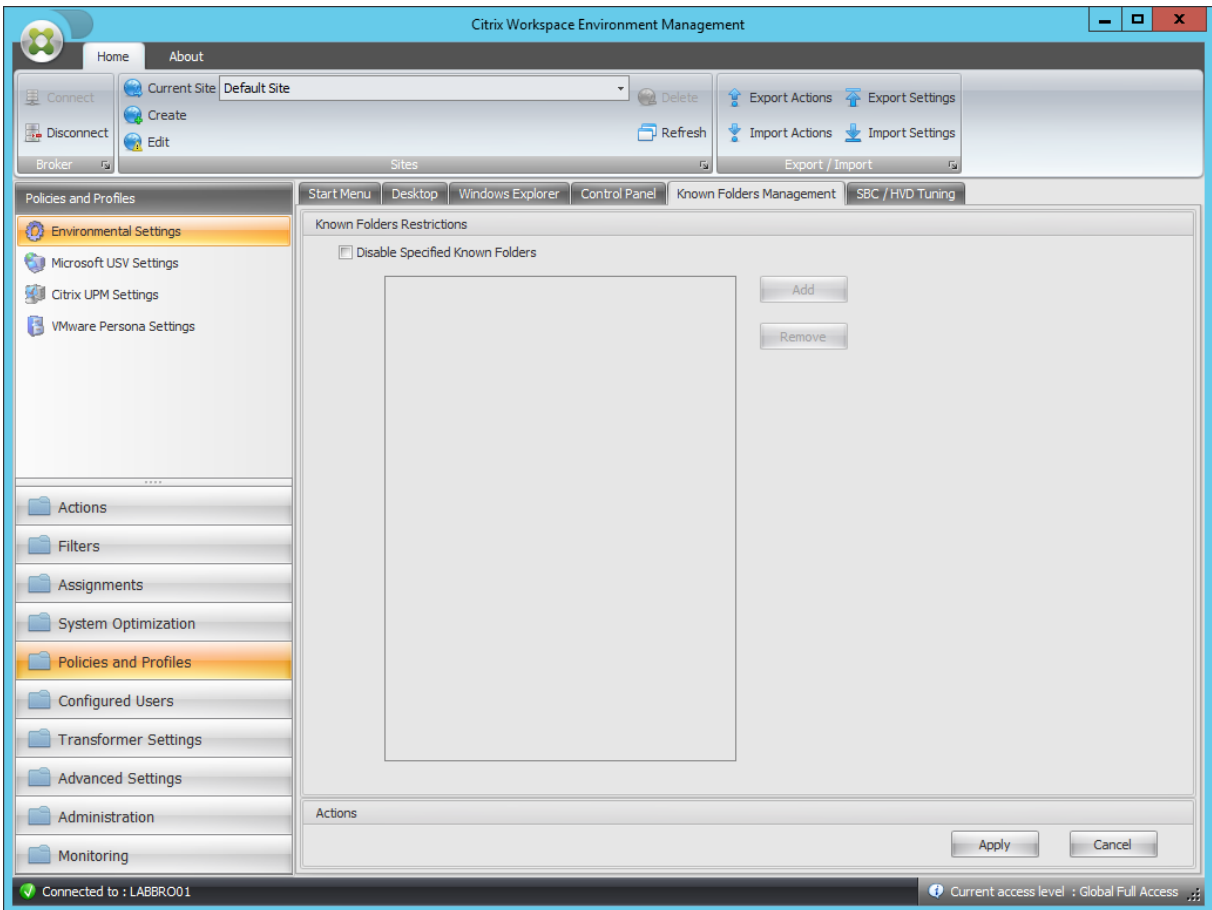 Citrix Workspace Environment Management
Home About
Connect
Disconnect
Broker
Current Site Default Site
Create
Edit
Delete
Refresh
Sites
Export Actions Export Settings
Import Actions Import Settings
Export / Import
Policies and Profiles
Environmental Settings
Microsoft USV Settings
Citrix UPM Settings
VMware Persona Settings
Actions
Filters
Assignments
System Optimization
Policies and Profiles
Configured Users
Transformer Settings
Advanced Settings
Administration
Monitoring
Start Menu Desktop Windows Explorer Control Panel Known Folders Management SBC / HVD Tuning
Known Folders Restrictions
Disable Specified Known Folders
Add
Remove
Actions
Apply Cancel
Connected to : LABBRO01
Current access level : Global Full Access